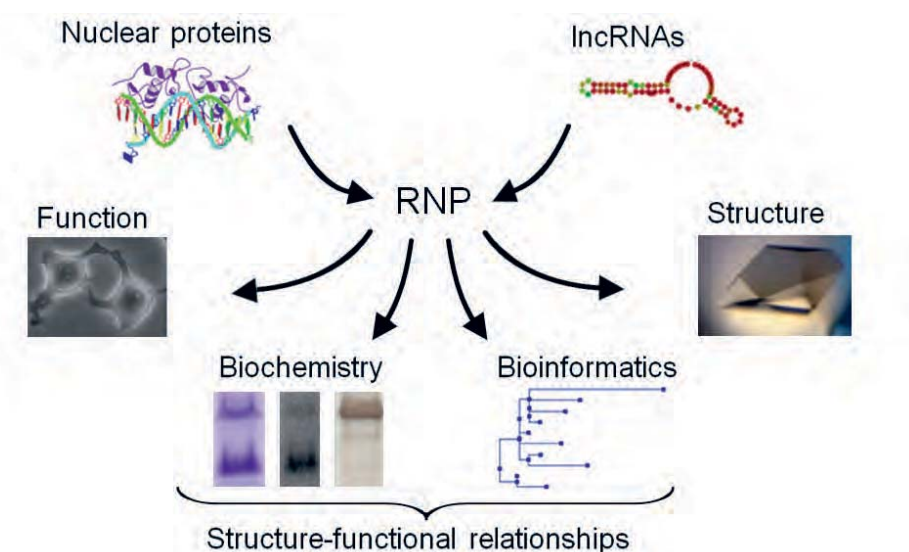 Nuclear proteins
lncRNAs
RNP
Function
Structure
Biochemistry
Bioinformatics
Structure-functional relationships